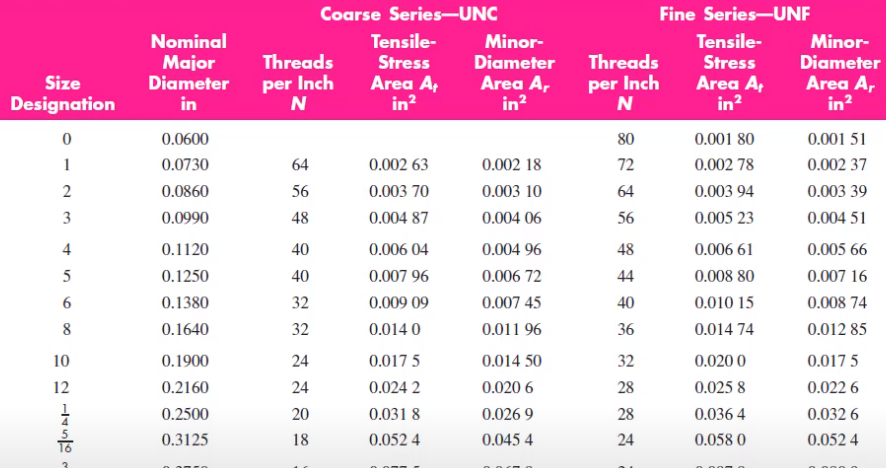 Coarse Series—UNC Fine Series—UNF
Nominal Tensile- Minor- Tensile- Minor-
Major Threads Stress Diameter Threads Stress Diameter
Size Diameter per Inch Area At Area Ar per Inch Area At Area Ar
Designation in N in² in² N in² in²
0 0.0600 80 0.001 80 0.001 51
1 0.0730 64 0.002 63 0.002 18 72 0.002 78 0.002 37
2 0.0860 56 0.003 70 0.003 10 64 0.003 94 0.003 39
3 0.0990 48 0.004 87 0.004 06 56 0.005 23 0.004 51
4 0.1120 40 0.006 04 0.004 96 48 0.006 61 0.005 66
5 0.1250 40 0.007 96 0.006 72 44 0.008 80 0.007 16
6 0.1380 32 0.009 09 0.007 45 40 0.010 15 0.008 74
8 0.1640 32 0.014 0 0.011 96 36 0.014 74 0.012 85
10 0.1900 24 0.017 5 0.014 50 32 0.020 0 0.017 5
12 0.2160 24 0.024 2 0.020 6 28 0.025 8 0.022 6
1/4 0.2500 20 0.031 8 0.026 9 28 0.036 4 0.032 6
5/16 0.3125 18 0.052 4 0.045 4 24 0.058 0 0.052 4